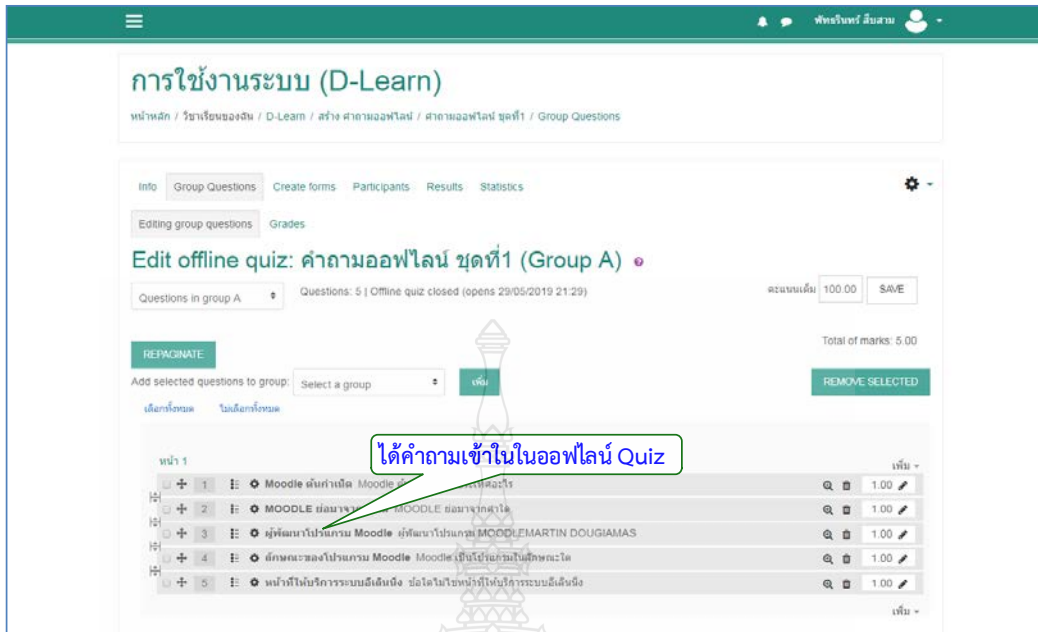 พัทธรินทร์ สืบสาม
การใช้งานระบบ (D-Learn)
หน้าหลัก / วิชาเรียนของฉัน / D-Learn / สร้าง คำถามออฟไลน์ / คำถามออฟไลน์ ชุดที่1 / Group Questions
Info Group Questions Create forms Participants Results Statistics
Editing group questions Grades
Edit offline quiz: คำถามออฟไลน์ ชุดที่1 (Group A)
Questions in group A Questions: 5 | Offline quiz closed (opens 29/05/2019 21:29) คะแนนเต็ม 100.00 SAVE
Total of marks: 5.00
REPAGINATE
Add selected questions to group: Select a group เพิ่ม REMOVE SELECTED
เลือกทั้งหมด ไม่เลือกทั้งหมด
ได้คำถามเข้าในในออฟไลน์ Quiz
หน้า 1 เพิ่ม
1 Moodle ต้นกำเนิด Moodle 1.00
2 MOODLE ย่อมาจาก MOODLE ย่อมาจากคำใด 1.00
3 ผู้พัฒนาโปรแกรม Moodle ผู้พัฒนาโปรแกรม MOODLEMARTIN DOUGIAMAS 1.00
4 ลักษณะของโปรแกรม Moodle Moodle เป็นโปรแกรมในลักษณะใด 1.00
5 หน้าที่ให้บริการระบบอีเลินนิ่ง ข้อใดไม่ใช่หน้าที่ให้บริการระบบอีเลินนิ่ง 1.00
เพิ่ม